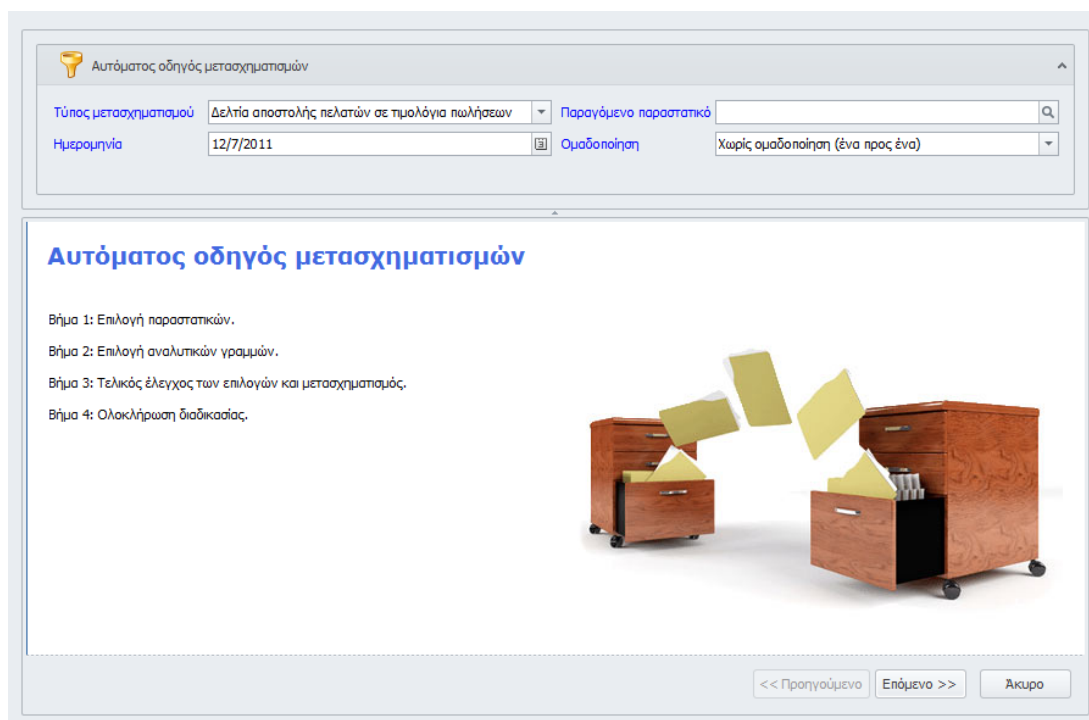 Αυτόματος οδηγός μετασχηματισμών
Τύπος μετασχηματισμού Δελτία αποστολής πελατών σε τιμολόγια πωλήσεων Παραγόμενο παραστατικό
Ημερομηνία 12/7/2011 Ομαδοποίηση Χωρίς ομαδοποίηση (ένα προς ένα)
Αυτόματος οδηγός μετασχηματισμών
Βήμα 1: Επιλογή παραστατικών.
Βήμα 2: Επιλογή αναλυτικών γραμμών.
Βήμα 3: Τελικός έλεγχος των επιλογών και μετασχηματισμός.
Βήμα 4: Ολοκλήρωση διαδικασίας.
<< Προηγούμενο Επόμενο >> Άκυρο